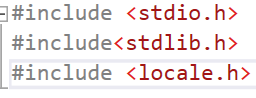 #include <stdio.h>
#include<stdlib.h>
#include <locale.h>